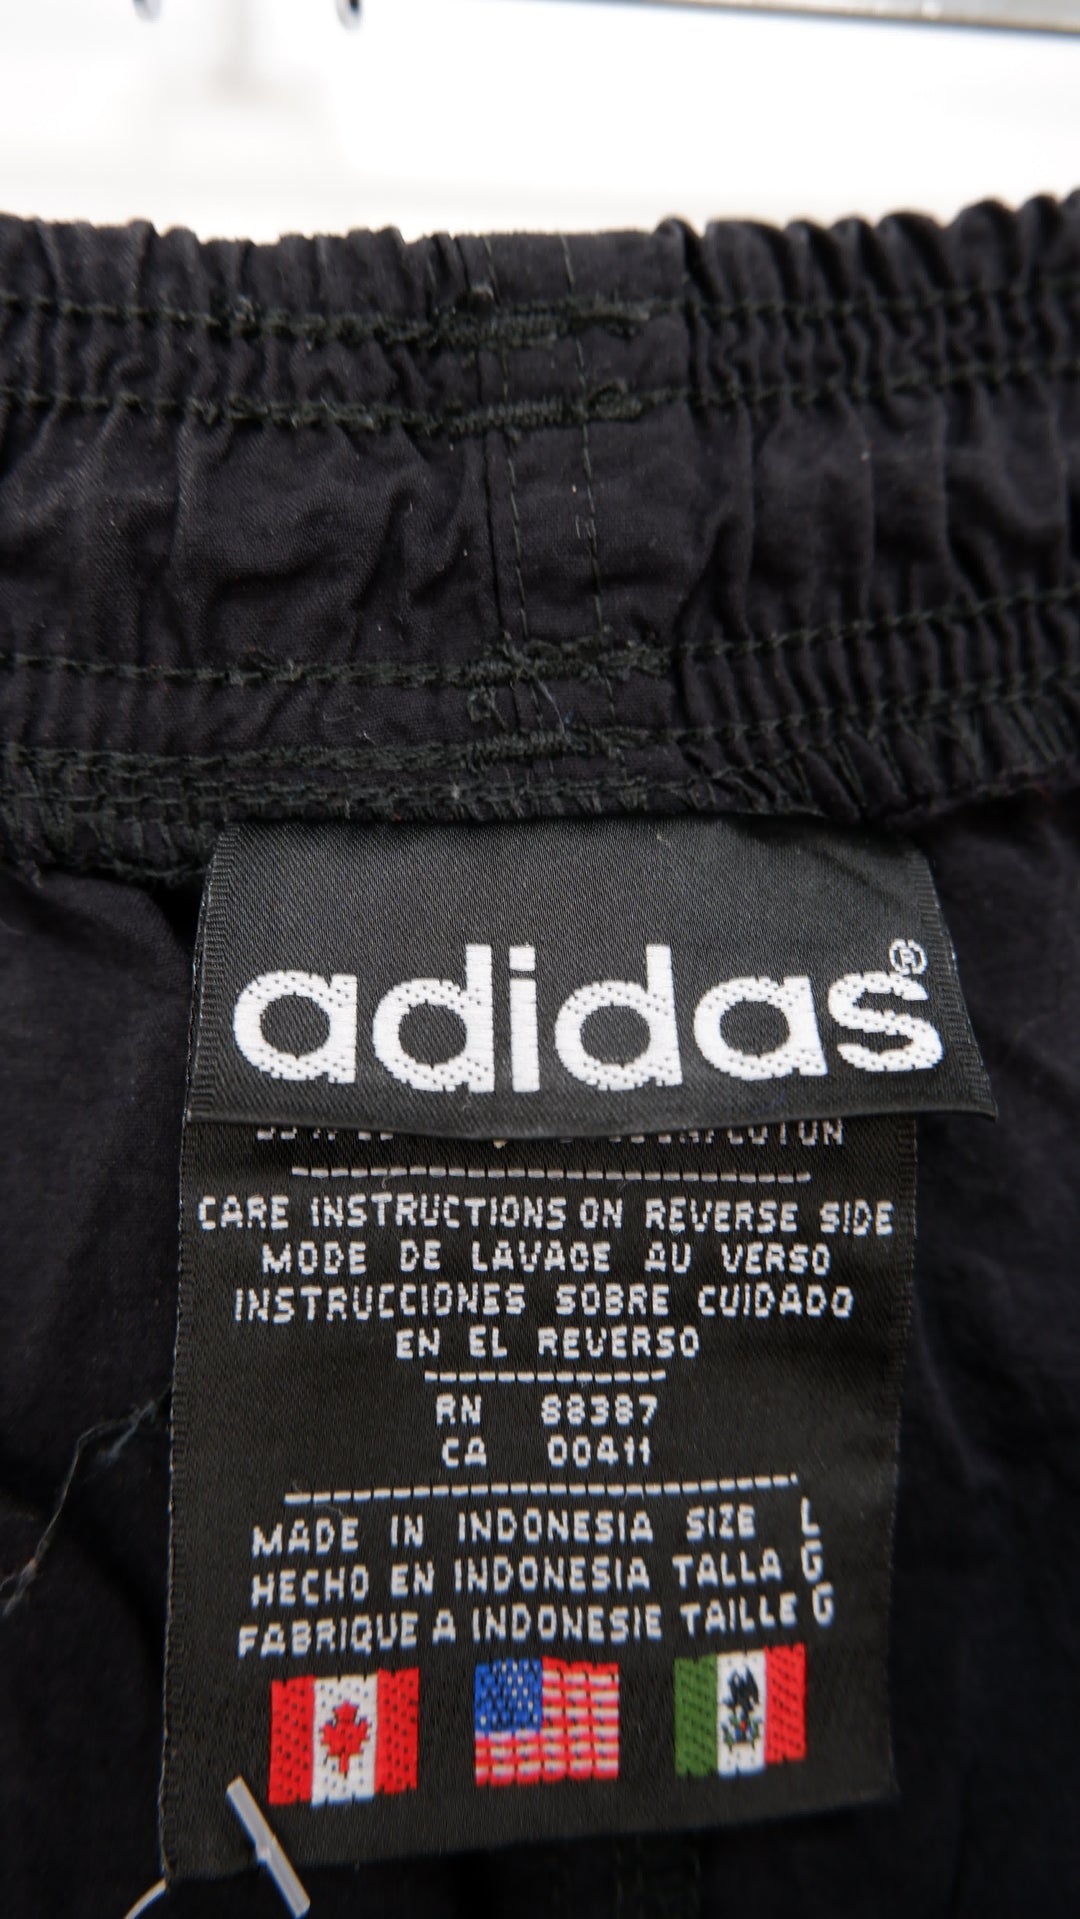 adidas®
CARE INSTRUCTIONS ON REVERSE SIDE
MODE DE LAVAGE AU VERSO
INSTRUCCIONES SOBRE CUIDADO
EN EL REVERSO
RN 88387
CA 00411
MADE IN INDONESIA SIZE L
HECHO EN INDONESIA TALLA G
FABRIQUE A INDONESIE TAILLE G